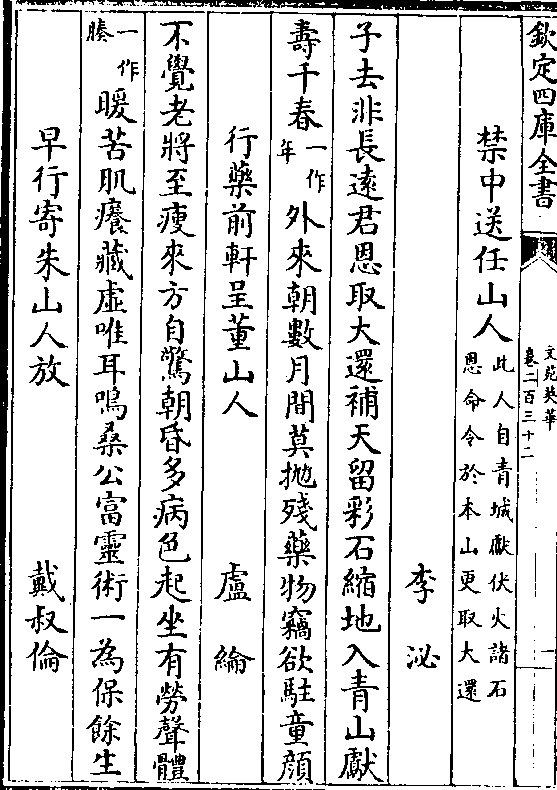 欽定四庫全書
文苑英華
卷二百三十二
禁中送任山人此人自青城獻伏火諸石
恩命令於本山更取大還
李泌
子去非長遠君恩取大還補天留彩石縮地入青山獻
壽千春一作年外來朝數月間莫抛殘藥物竊欲駐童顔
行藥前軒呈董山人　盧綸
不覺老將至瘦來方自驚朝昏多病色起坐有勞聲體
一作腠暖苦肌癢藏虚唯耳鳴桑公富靈術一為保餘生
早行寄朱山人放　戴叔倫